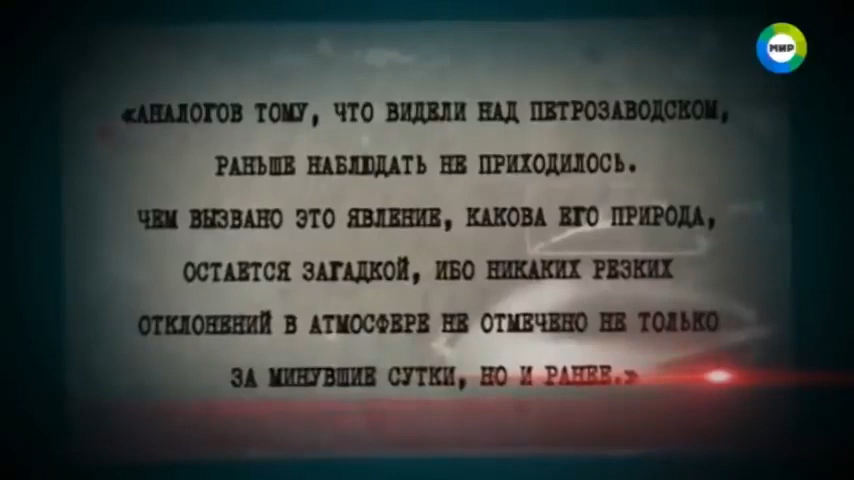 МИР
«АНАЛОГОВ ТОМУ, ЧТО ВИДЕЛИ НАД ПЕТРОЗАВОДСКОМ,
РАНЬШЕ НАБЛЮДАТЬ НЕ ПРИХОДИЛОСЬ.
ЧЕМ ВЫЗВАНО ЭТО ЯВЛЕНИЕ, КАКОВА ЕГО ПРИРОДА,
ОСТАЕТСЯ ЗАГАДКОЙ, ИБО НИКАКИХ РЕЗКИХ
ОТКЛОНЕНИЙ В АТМОСФЕРЕ НЕ ОТМЕЧЕНО НЕ ТОЛЬКО
ЗА МИНУВШИЕ СУТКИ, НО И РАНЕЕ.»